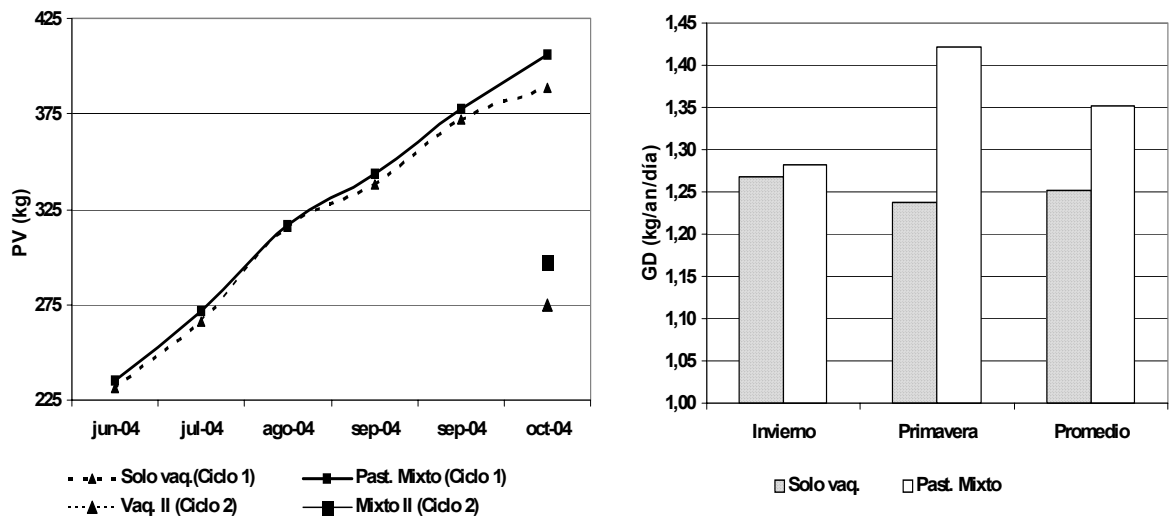 425
375
325
275
225
PV (kg)
jun-04 jul-04 ago-04 sep-04 sep-04 oct-04
Solo vaq.(Ciclo 1) Past. Mixto (Ciclo 1)
Vaq. II (Ciclo 2) Mixto II (Ciclo 2)
1,45
1,40
1,35
1,30
1,25
1,20
1,15
1,10
1,05
1,00
GD (kg/an/día)
Invierno Primavera Promedio
Solo vaq. Past. Mixto